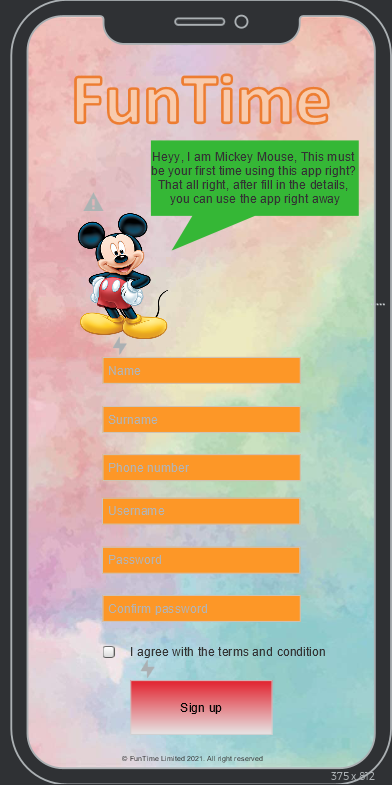 FunTime
Heyy, I am Mickey Mouse, This must
be your first time using this app right?
That all right, after fill in the details,
you can use the app right away
Name
Surname
Phone number
Username
Password
Confirm password
I agree with the terms and condition
Sign up
© FunTime Limited 2021. All right reserved
375 x 812